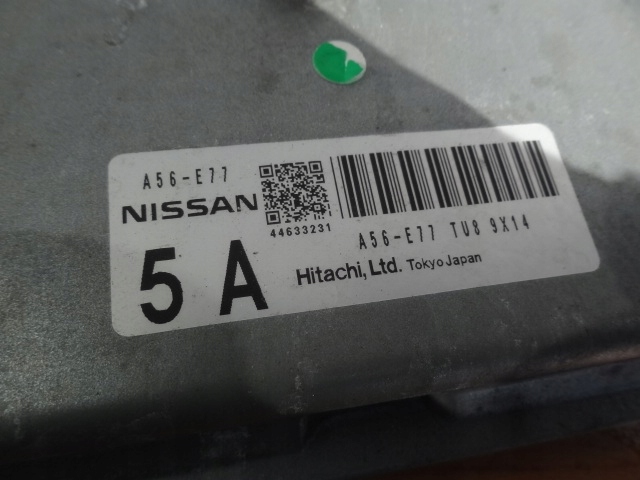 A56-E77
NISSAN
44633231
A56-E77 TU8 9X14
5 A
Hitachi, Ltd. Tokyo Japan